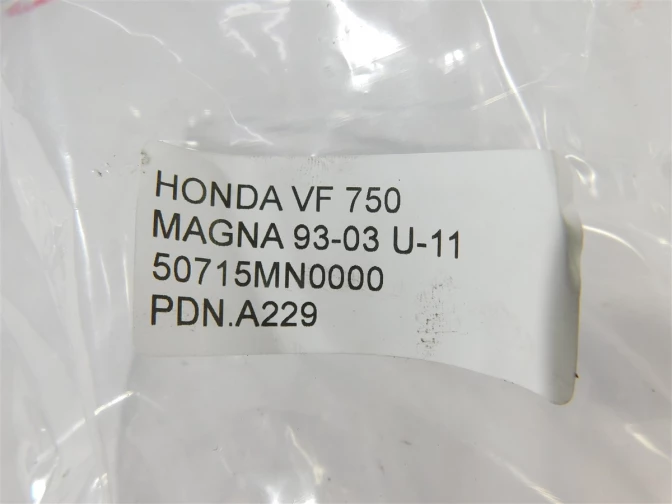 HONDA VF 750
MAGNA 93-03 U-11
50715MN0000
PDN.A229